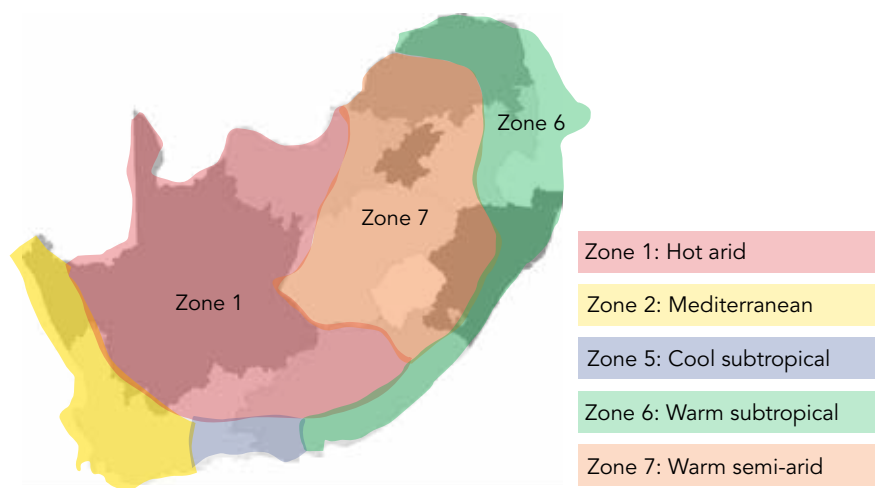 Zone 6
Zone 7
Zone 1
Zone 1: Hot arid
Zone 2: Mediterranean
Zone 5: Cool subtropical
Zone 6: Warm subtropical
Zone 7: Warm semi-arid